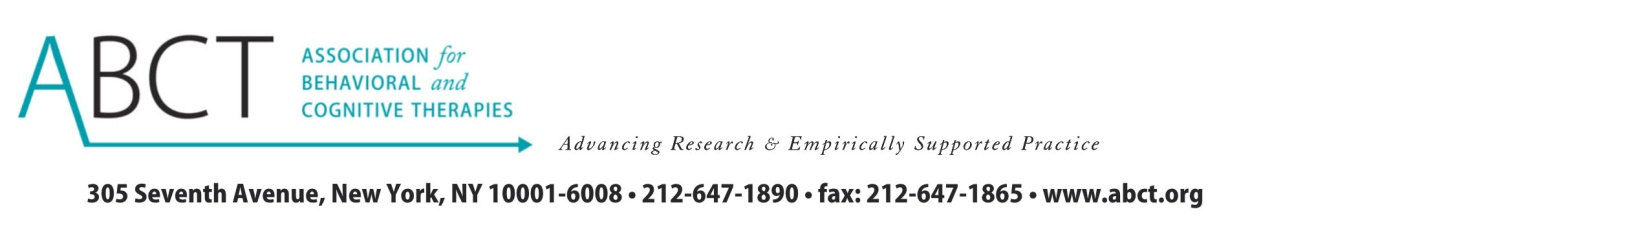 ABCT
ASSOCIATION for
BEHAVIORAL and
COGNITIVE THERAPIES
Advancing Research & Empirically Supported Practice
305 Seventh Avenue, New York, NY 10001-6008 • 212-647-1890 • fax: 212-647-1865 • www.abct.org